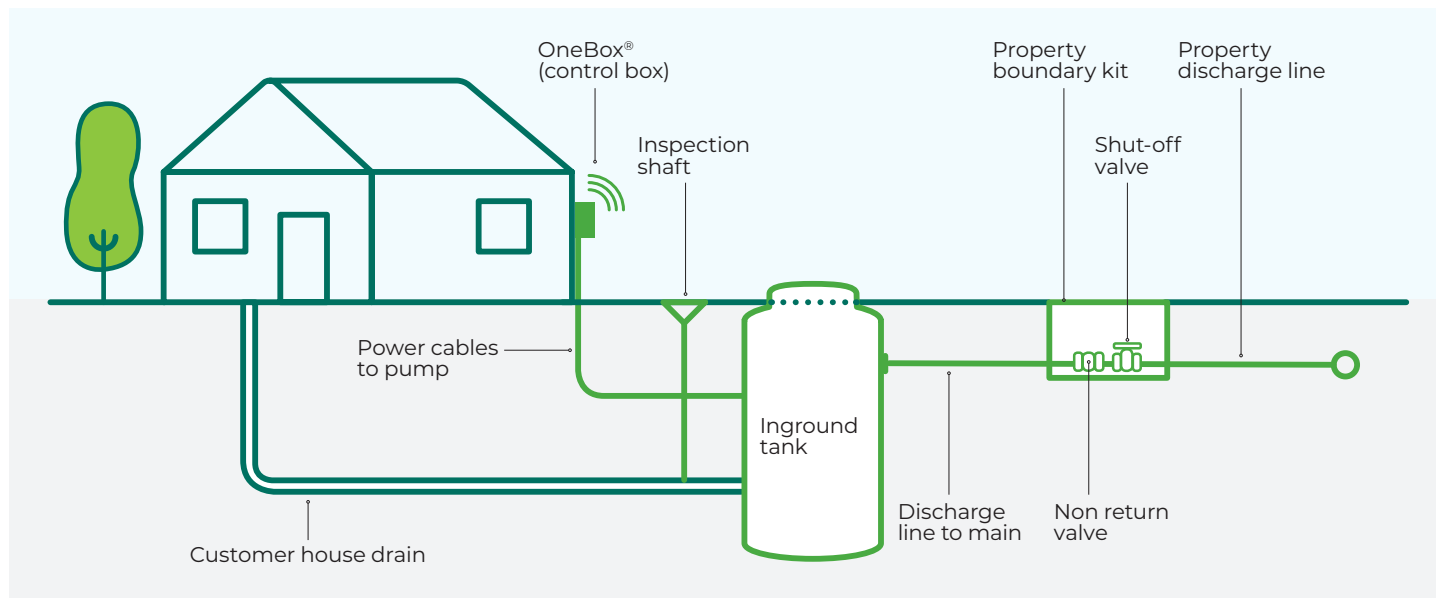 OneBox®
(control box)
Property
boundary kit
Property
discharge line
Inspection
shaft
Shut-off
valve
Power cables
to pump
Inground
tank
Discharge
line to main
Non return
valve
Customer house drain